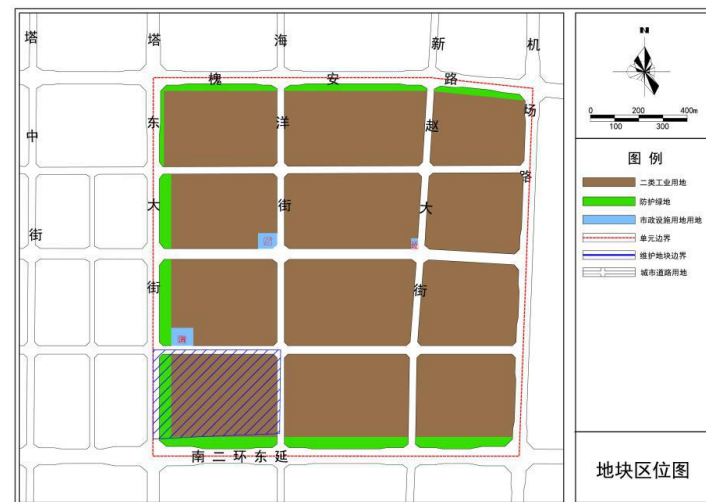 塔中街
塔东大街
海洋街
新赵大街
机场路
槐安路
南二环东延
N
0 200 400m
100 300
图例
二类工业用地
防护绿地
市政设施用地用地
单元边界
维护地块边界
城市道路用地
地块区位图